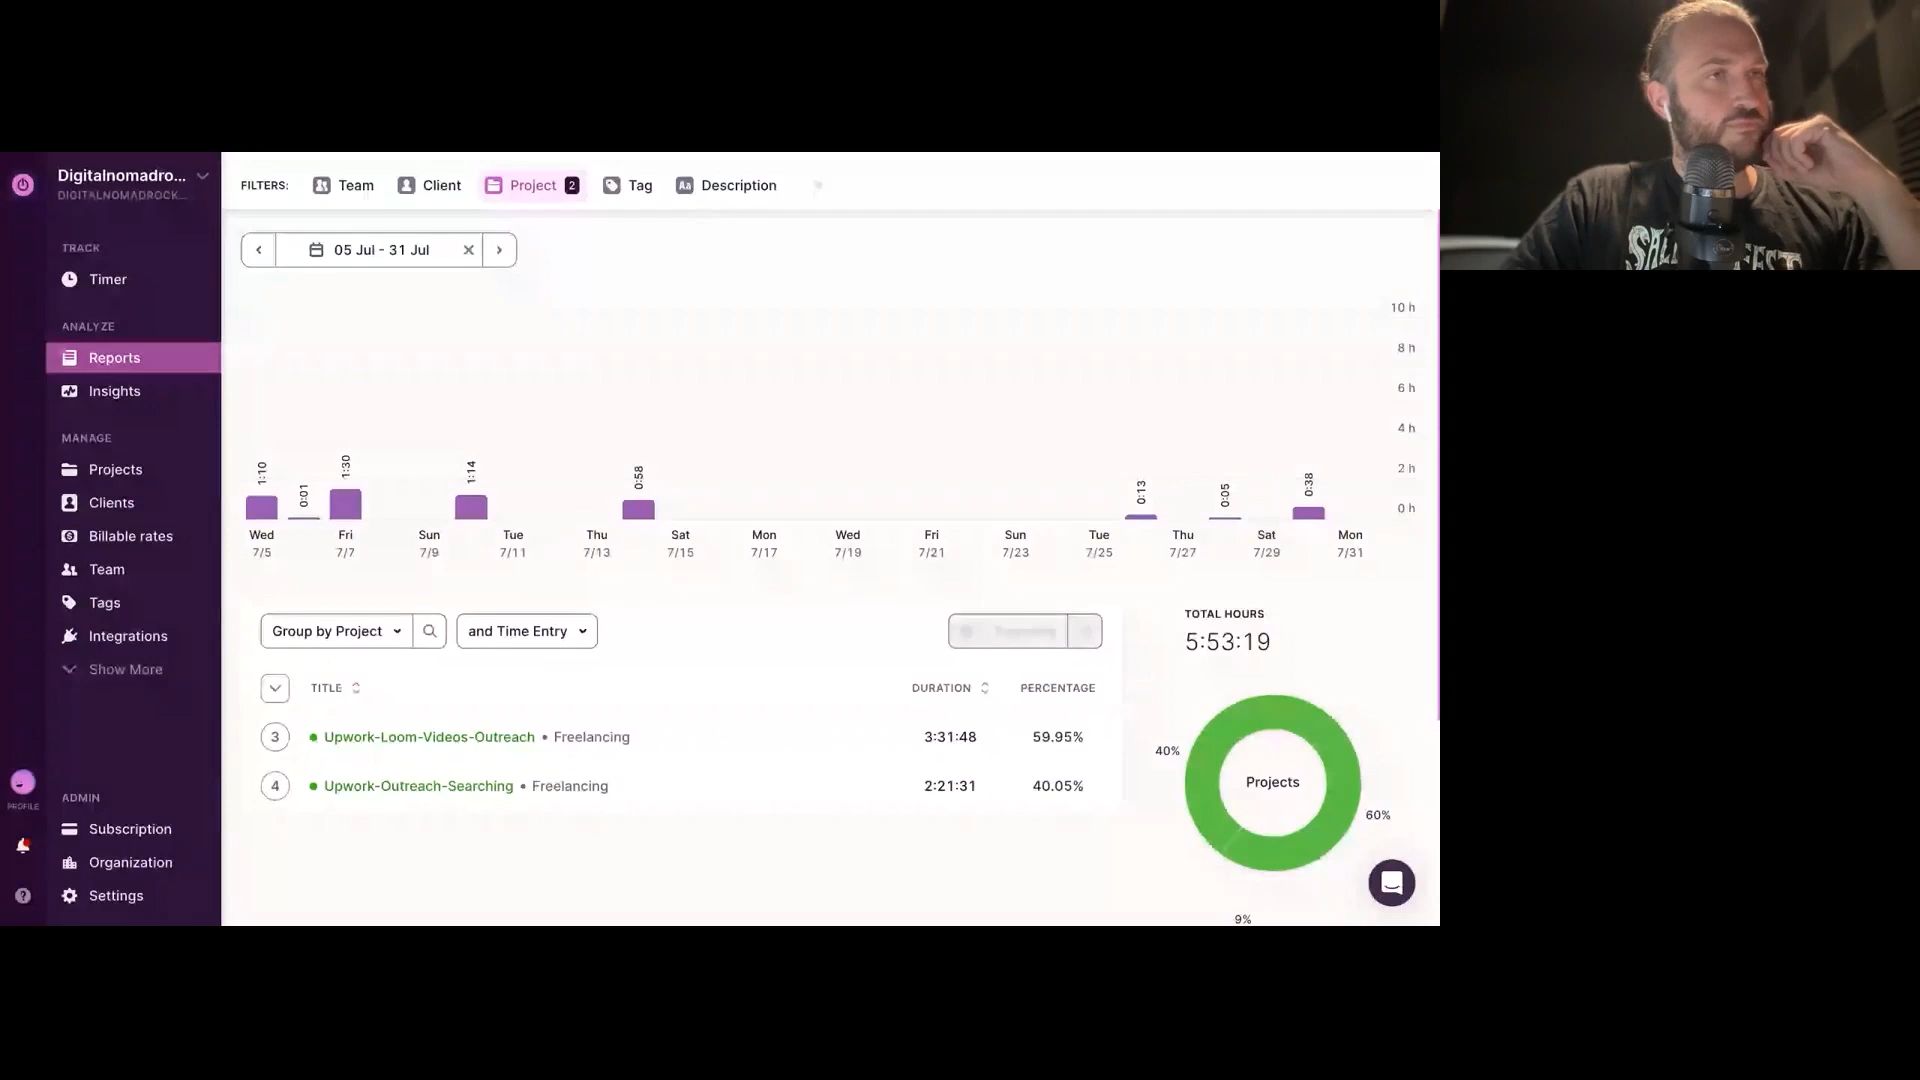 Digitalnomadro...
DIGITALNOMADROCK...
TRACK
Timer
ANALYZE
Reports
Insights
MANAGE
Projects
Clients
Billable rates
Team
Tags
Integrations
Show More
PROFILE
ADMIN
Subscription
Organization
Settings
FILTERS: Team Client Project 2 Tag Description
05 Jul - 31 Jul
10 h
8 h
6 h
4 h
2 h
0 h
1:10 0:01 1:30 1:14 0:58 0:13 0:05 0:38
Wed Fri Sun Tue Thu Sat Mon Wed Fri Sun Tue Thu Sat Mon
7/5 7/7 7/9 7/11 7/13 7/15 7/17 7/19 7/21 7/23 7/25 7/27 7/29 7/31
Group by Project and Time Entry
TITLE DURATION PERCENTAGE
3 Upwork-Loom-Videos-Outreach • Freelancing 3:31:48 59.95%
4 Upwork-Outreach-Searching • Freelancing 2:21:31 40.05%
TOTAL HOURS
5:53:19
40%
Projects
60%
9%